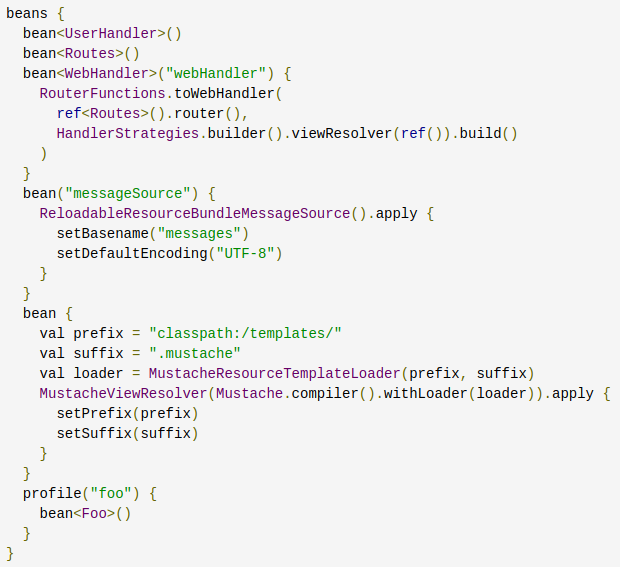 beans {
  bean<UserHandler>()
  bean<Routes>()
  bean<WebHandler>("webHandler") {
    RouterFunctions.toWebHandler(
      ref<Routes>().router(),
      HandlerStrategies.builder().viewResolver(ref()).build()
    )
  }
  bean("messageSource") {
    ReloadableResourceBundleMessageSource().apply {
      setBasename("messages")
      setDefaultEncoding("UTF-8")
    }
  }
  bean {
    val prefix = "classpath:/templates/"
    val suffix = ".mustache"
    val loader = MustacheResourceTemplateLoader(prefix, suffix)
    MustacheViewResolver(Mustache.compiler().withLoader(loader)).apply {
      setPrefix(prefix)
      setSuffix(suffix)
    }
  }
  profile("foo") {
    bean<Foo>()
  }
}